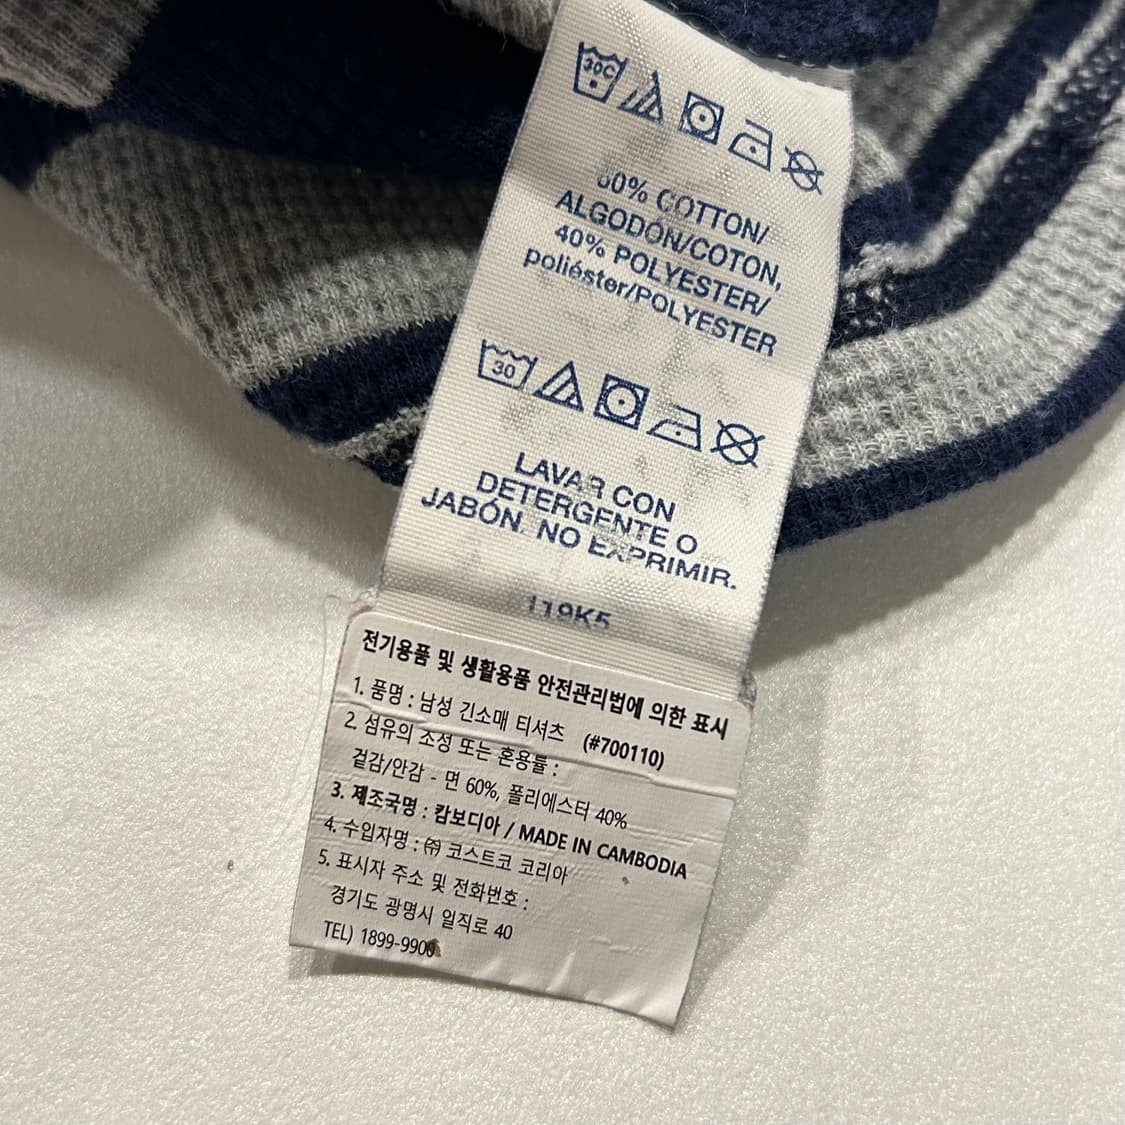 30C
60% COTTON/
ALGODÓN/COTON,
40% POLYESTER/
poliéster/POLYESTER
30
LAVAR CON
DETERGENTE O
JABÓN. NO EXPRIMIR.
전기용품 및 생활용품 안전관리법에 의한 표시
1. 품명 : 남성 긴소매 티셔츠 (#700110)
2. 섬유의 조성 또는 혼용률 :
겉감/안감 - 면 60%, 폴리에스터 40%
3. 제조국명 : 캄보디아 / MADE IN CAMBODIA
4. 수입자명 : ㈜ 코스트코 코리아
5. 표시자 주소 및 전화번호 :
경기도 광명시 일직로 40
TEL) 1899-9900